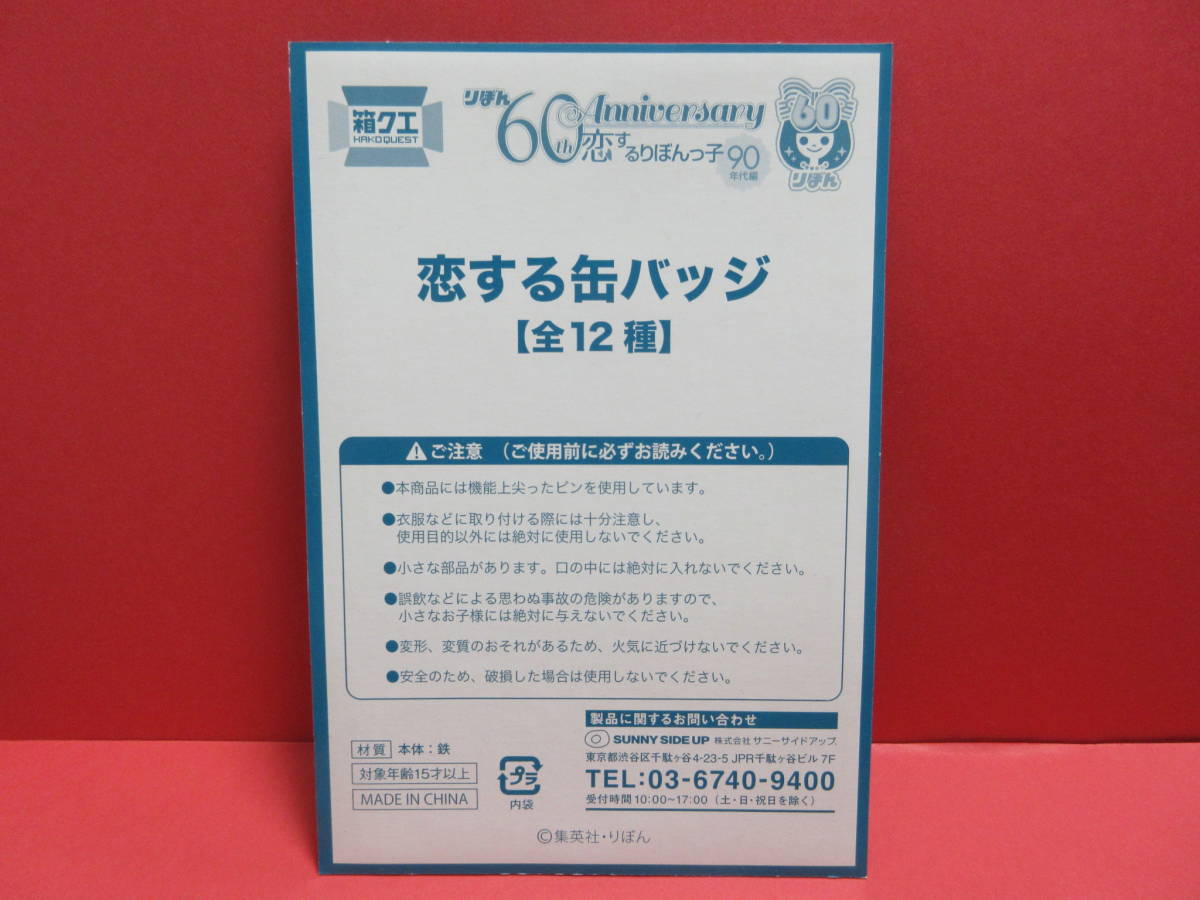 箱クエ
HAKO QUEST
りぼん
60th Anniversary
恋するりぼんっ子
90
年代編
60
りぼん
恋する缶バッジ
【全12種】
ご注意 （ご使用前に必ずお読みください。）
●本商品には機能上尖ったピンを使用しています。
●衣服などに取り付ける際には十分注意し、
使用目的以外には絶対に使用しないでください。
●小さな部品があります。口の中には絶対に入れないでください。
●誤飲などによる思わぬ事故の危険がありますので、
小さなお子様には絶対に与えないでください。
●変形、変質のおそれがあるため、火気に近づけないでください。
●安全のため、破損した場合は使用しないでください。
材質 本体：鉄
対象年齢15才以上
MADE IN CHINA
プラ
内袋
製品に関するお問い合わせ
SUNNY SIDE UP 株式会社 サニーサイドアップ
東京都渋谷区千駄ヶ谷4-23-5 JPR千駄ヶ谷ビル 7F
TEL:03-6740-9400
受付時間10:00~17:00（土・日・祝日を除く）
©集英社・りぼん